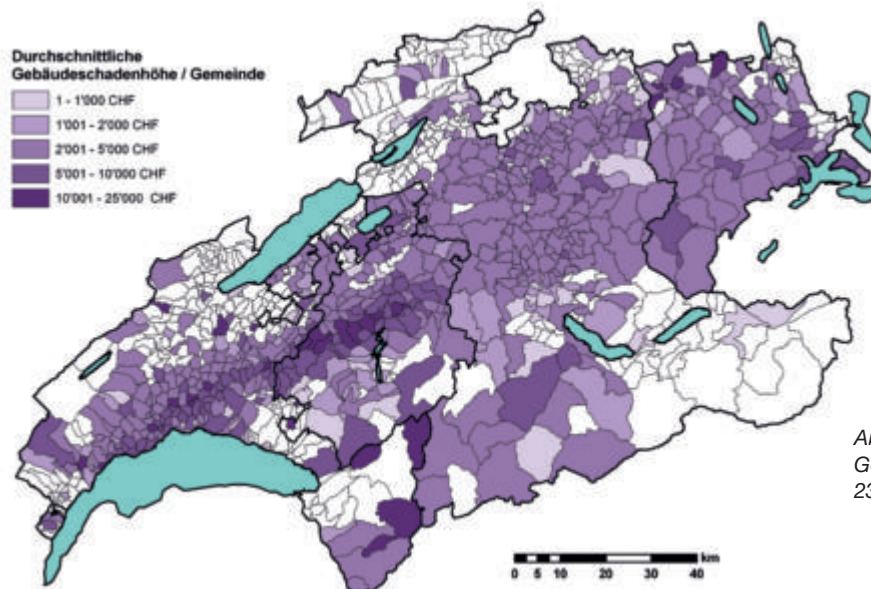 Durchschnittliche
Gebäudeschadenhöhe / Gemeinde
1 - 1'000 CHF
1'001 - 2'000 CHF
2'001 - 5'000 CHF
5'001 - 10'000 CHF
10'001 - 25'000 CHF
23
km
0 5 10 20 30 40